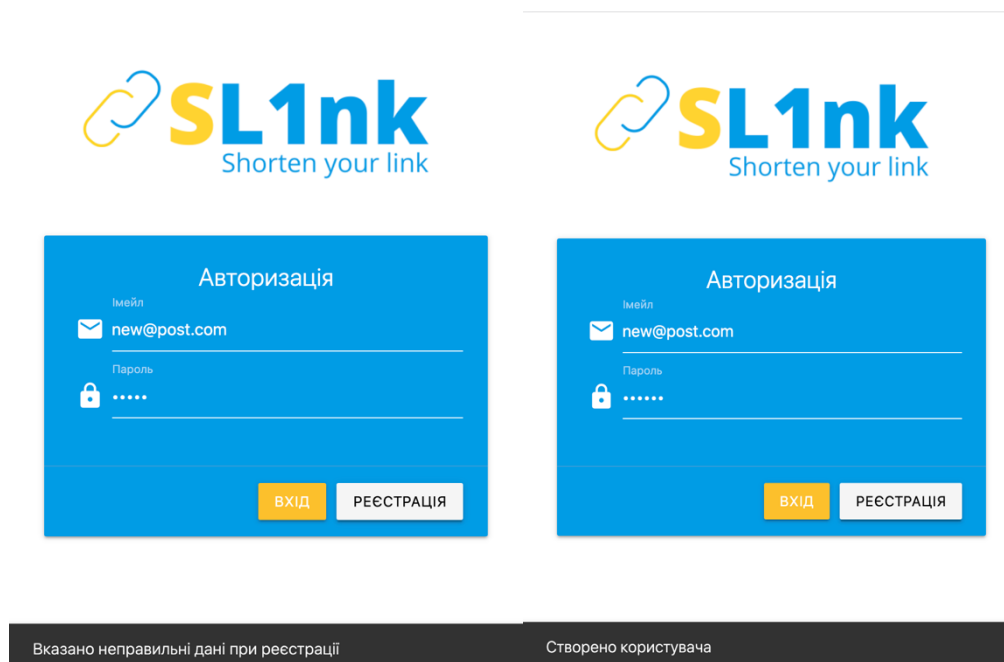 SL1nk
Shorten your link
Авторизація
Імейл
new@post.com
Пароль
•••••
ВХІД
РЕЄСТРАЦІЯ
Вказано неправильні дані при реєстрації
SL1nk
Shorten your link
Авторизація
Імейл
new@post.com
Пароль
••••••
ВХІД
РЕЄСТРАЦІЯ
Створено користувача